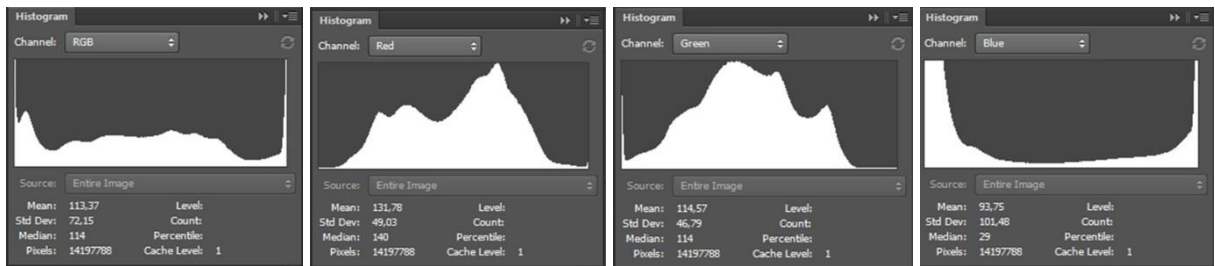 Histogram
Channel: RGB
Source: Entire Image
Mean: 113,37 Level:
Std Dev: 72,15 Count:
Median: 114 Percentile:
Pixels: 14197788 Cache Level: 1
Histogram
Channel: Red
Source: Entire Image
Mean: 131,78 Level:
Std Dev: 49,03 Count:
Median: 140 Percentile:
Pixels: 14197788 Cache Level: 1
Histogram
Channel: Green
Source: Entire Image
Mean: 114,57 Level:
Std Dev: 46,79 Count:
Median: 114 Percentile:
Pixels: 14197788 Cache Level: 1
Histogram
Channel: Blue
Source: Entire Image
Mean: 93,75 Level:
Std Dev: 101,48 Count:
Median: 29 Percentile:
Pixels: 14197788 Cache Level: 1